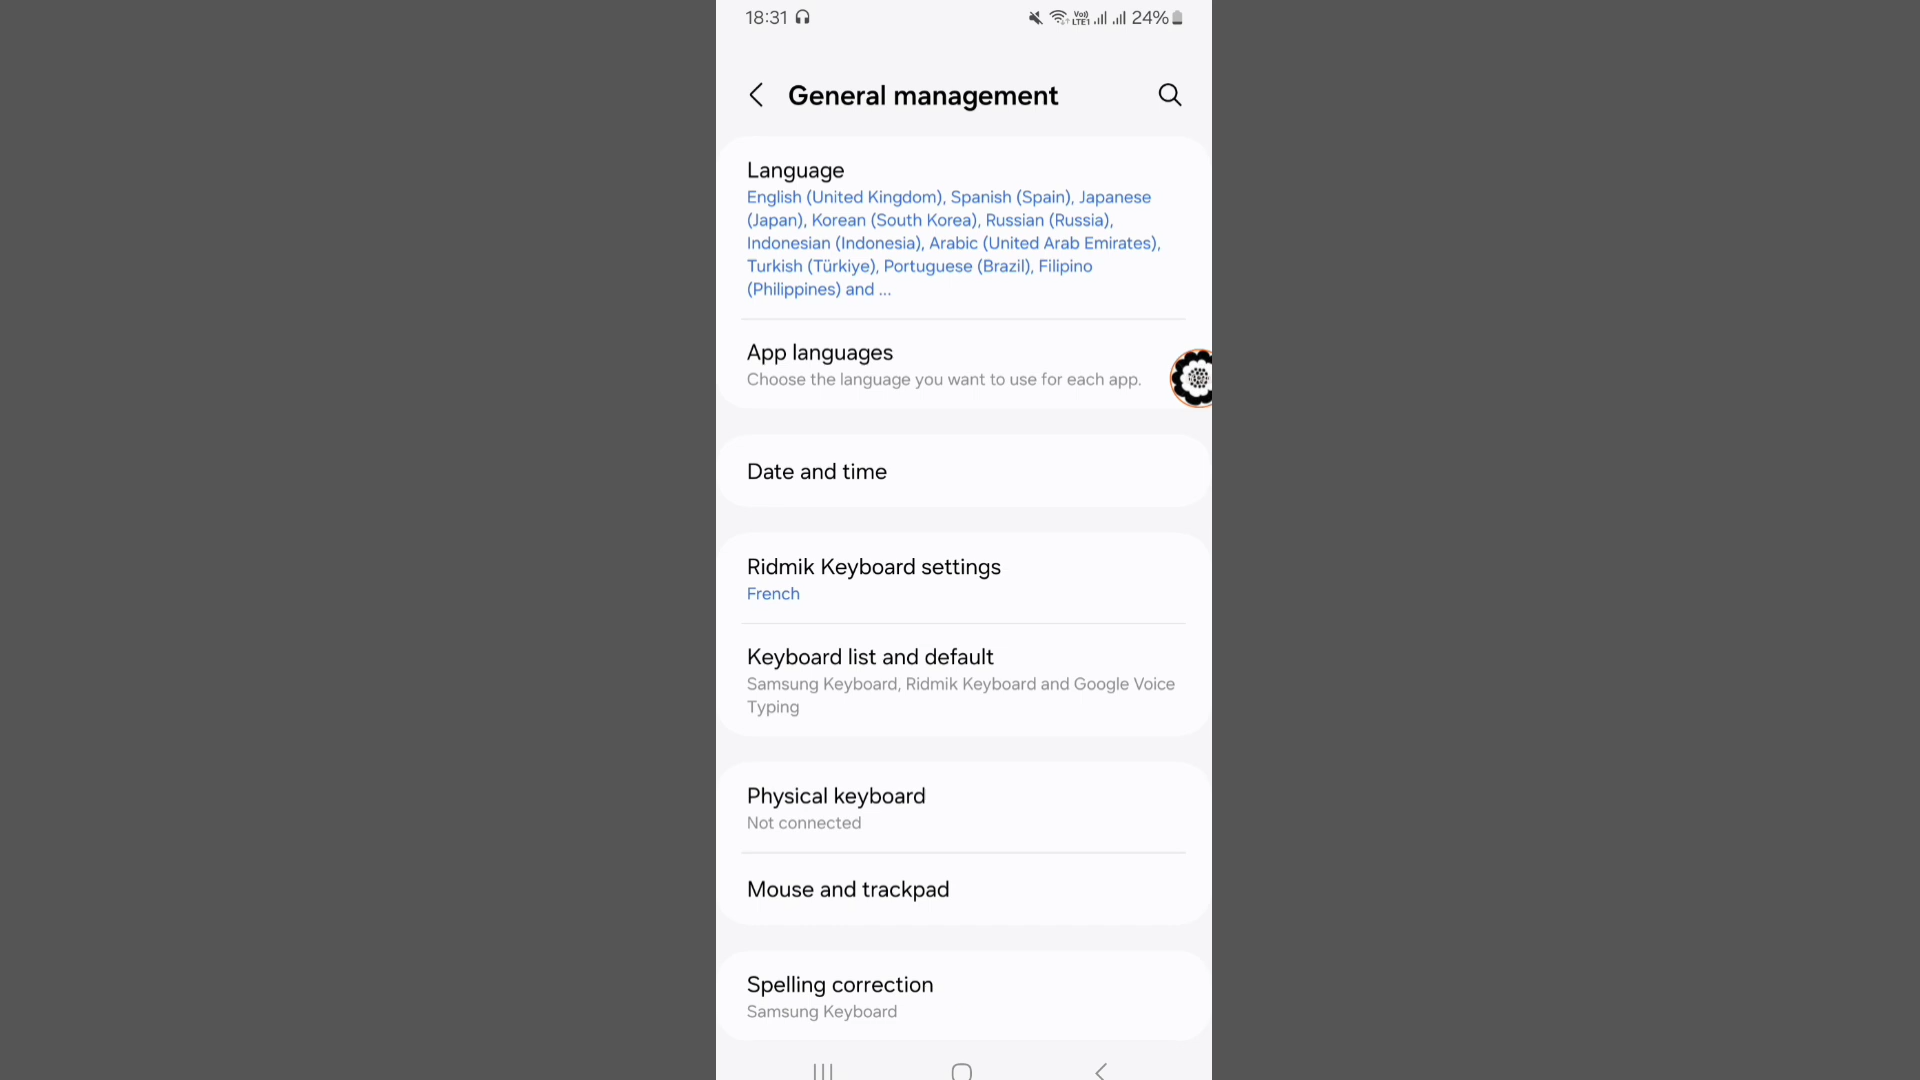 18:31 Vo)) LTE1 24%
General management
Language
English (United Kingdom), Spanish (Spain), Japanese
(Japan), Korean (South Korea), Russian (Russia),
Indonesian (Indonesia), Arabic (United Arab Emirates),
Turkish (Türkiye), Portuguese (Brazil), Filipino
(Philippines) and ...
App languages
Choose the language you want to use for each app.
Date and time
Ridmik Keyboard settings
French
Keyboard list and default
Samsung Keyboard, Ridmik Keyboard and Google Voice
Typing
Physical keyboard
Not connected
Mouse and trackpad
Spelling correction
Samsung Keyboard